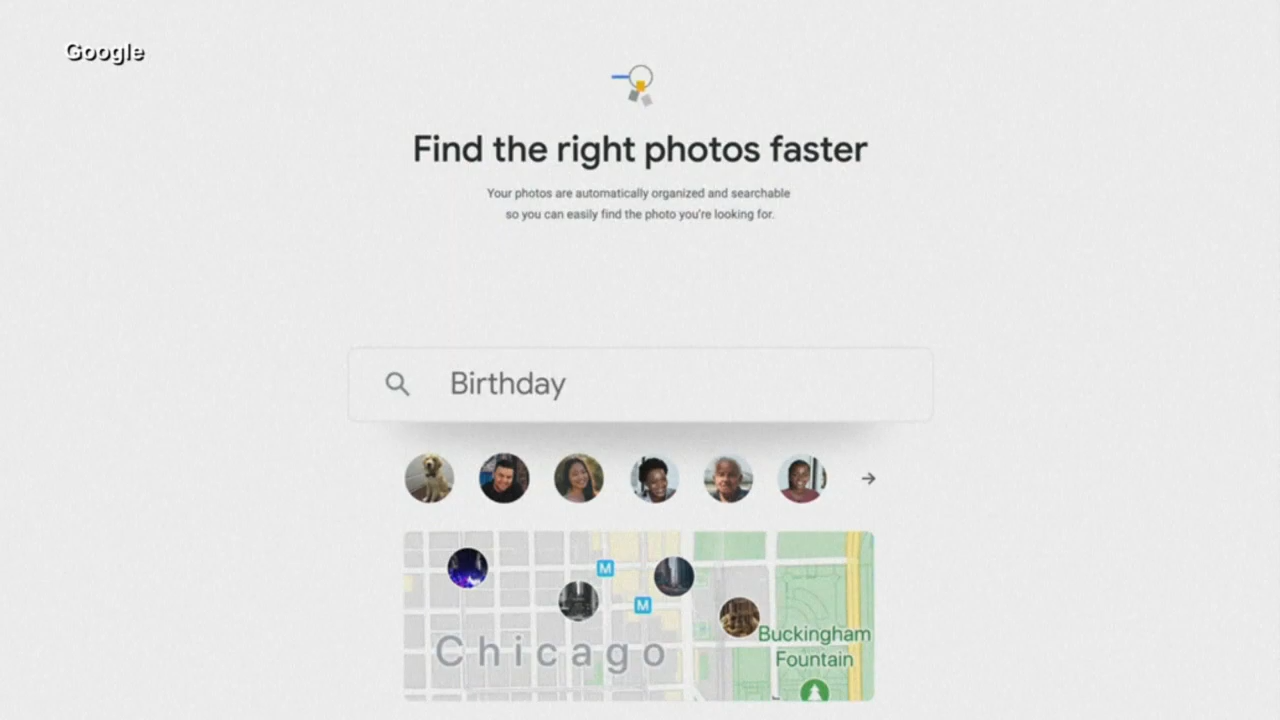 Google
Find the right photos faster
Your photos are automatically organized and searchable
so you can easily find the photo you're looking for.
Birthday
M
M
Chicago
Buckingham
Fountain